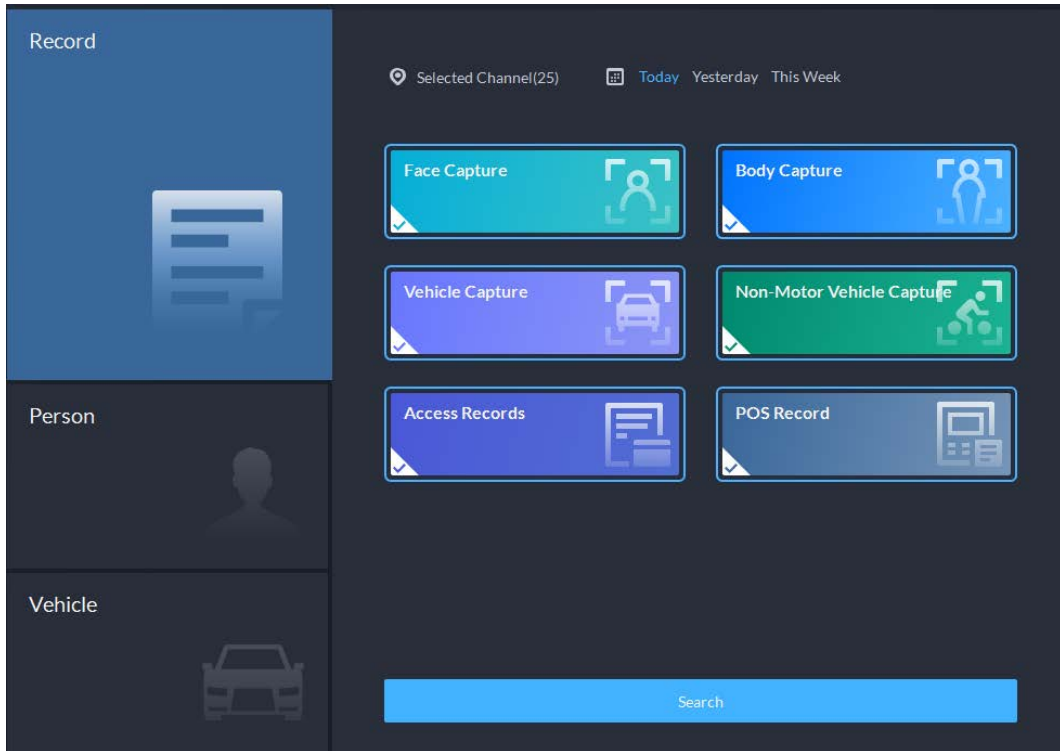 Record
Selected Channel(25) Today Yesterday This Week
Face Capture
Body Capture
Vehicle Capture
Non-Motor Vehicle Capture
Access Records
POS Record
Person
Vehicle
Search